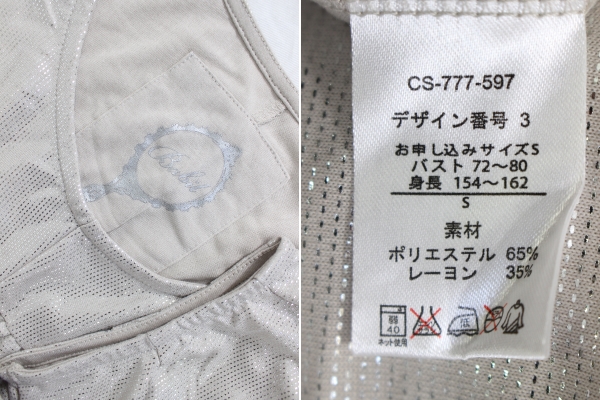 CS-777-597
デザイン番号 3
お申し込みサイズS
バスト 72～80
身長 154～162
S
素材
ポリエステル 65%
レーヨン 35%
弱
40
低
ネット使用